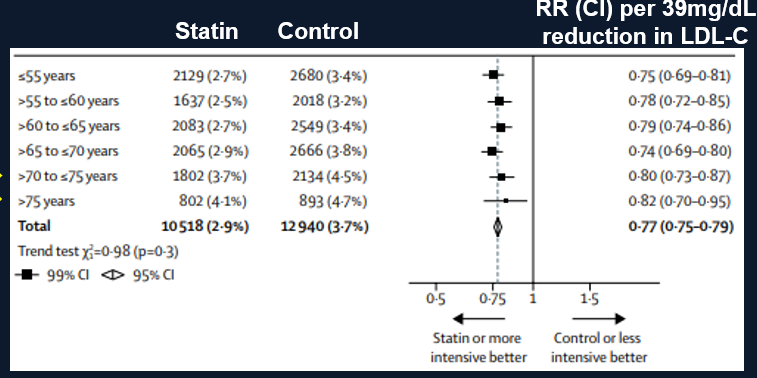 RR (CI) per 39mg/dL
Statin Control reduction in LDL-C
≤55 years 2129 (2·7%) 2680 (3·4%) 0·75 (0·69–0·81)
>55 to ≤60 years 1637 (2·5%) 2018 (3·2%) 0·78 (0·72–0·85)
>60 to ≤65 years 2083 (2·7%) 2549 (3·4%) 0·79 (0·74–0·86)
>65 to ≤70 years 2065 (2·9%) 2666 (3·8%) 0·74 (0·69–0·80)
>70 to ≤75 years 1802 (3·7%) 2134 (4·5%) 0·80 (0·73–0·87)
>75 years 802 (4·1%) 893 (4·7%) 0·82 (0·70–0·95)
Total 10 518 (2·9%) 12 940 (3·7%) 0·77 (0·75–0·79)
Trend test χ²₁=0·98 (p=0·3)
99% CI 95% CI
0·5 0·75 1 1·5
Statin or more Control or less
intensive better intensive better